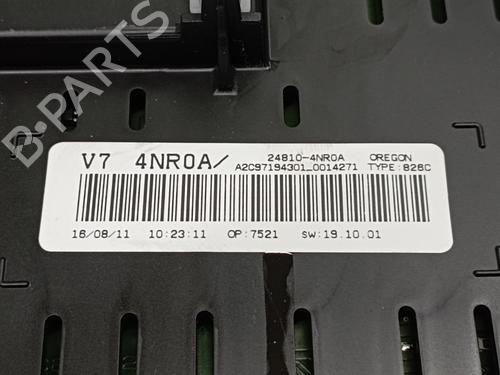 V7 4NR0A/ 24810-4NR0A OREGON
A2C97194301_0014271 TYPE:826C
16/08/11 10:23:11 OP:7521 SW:19.10.01
B-PARTS